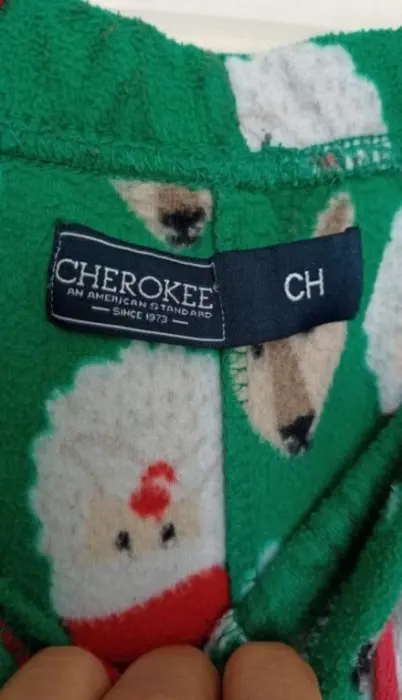 CHEROKEE
AN AMERICAN STANDARD
SINCE 1973
CH